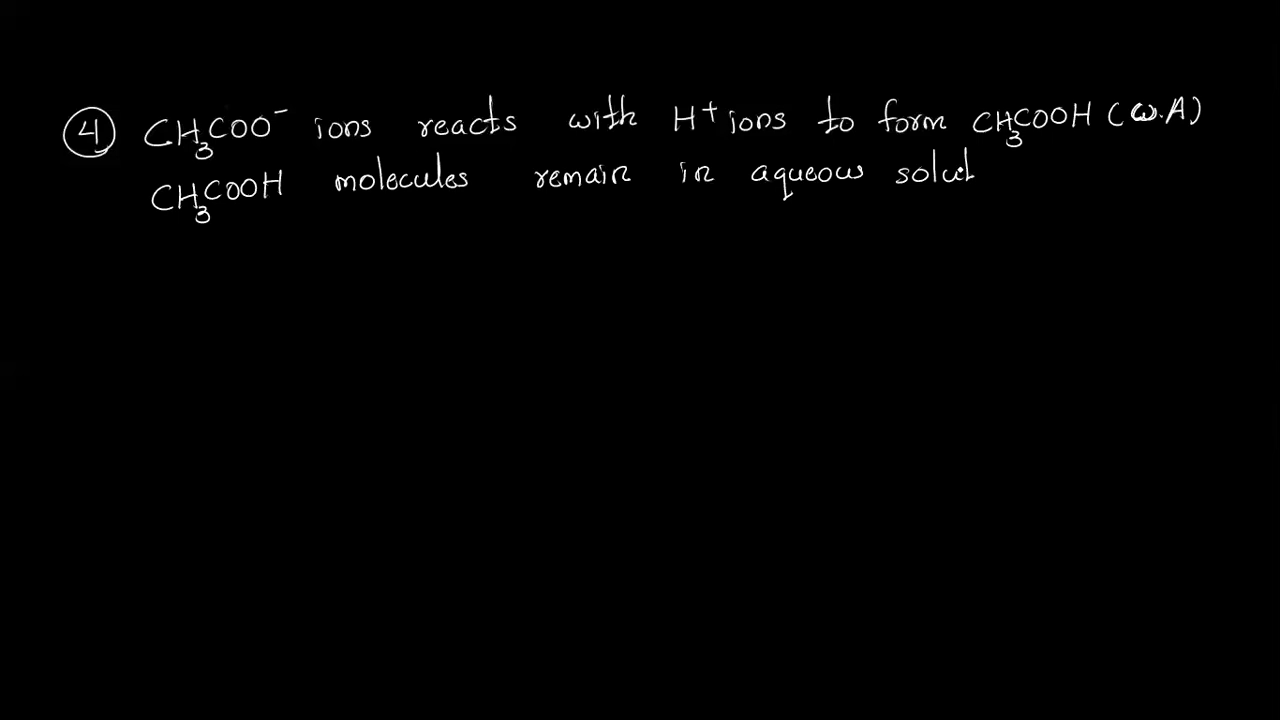 ④ CH₃COO⁻ ions reacts with H⁺ ions to form CH₃COOH (W.A)
CH₃COOH molecules remain in aqueous solut